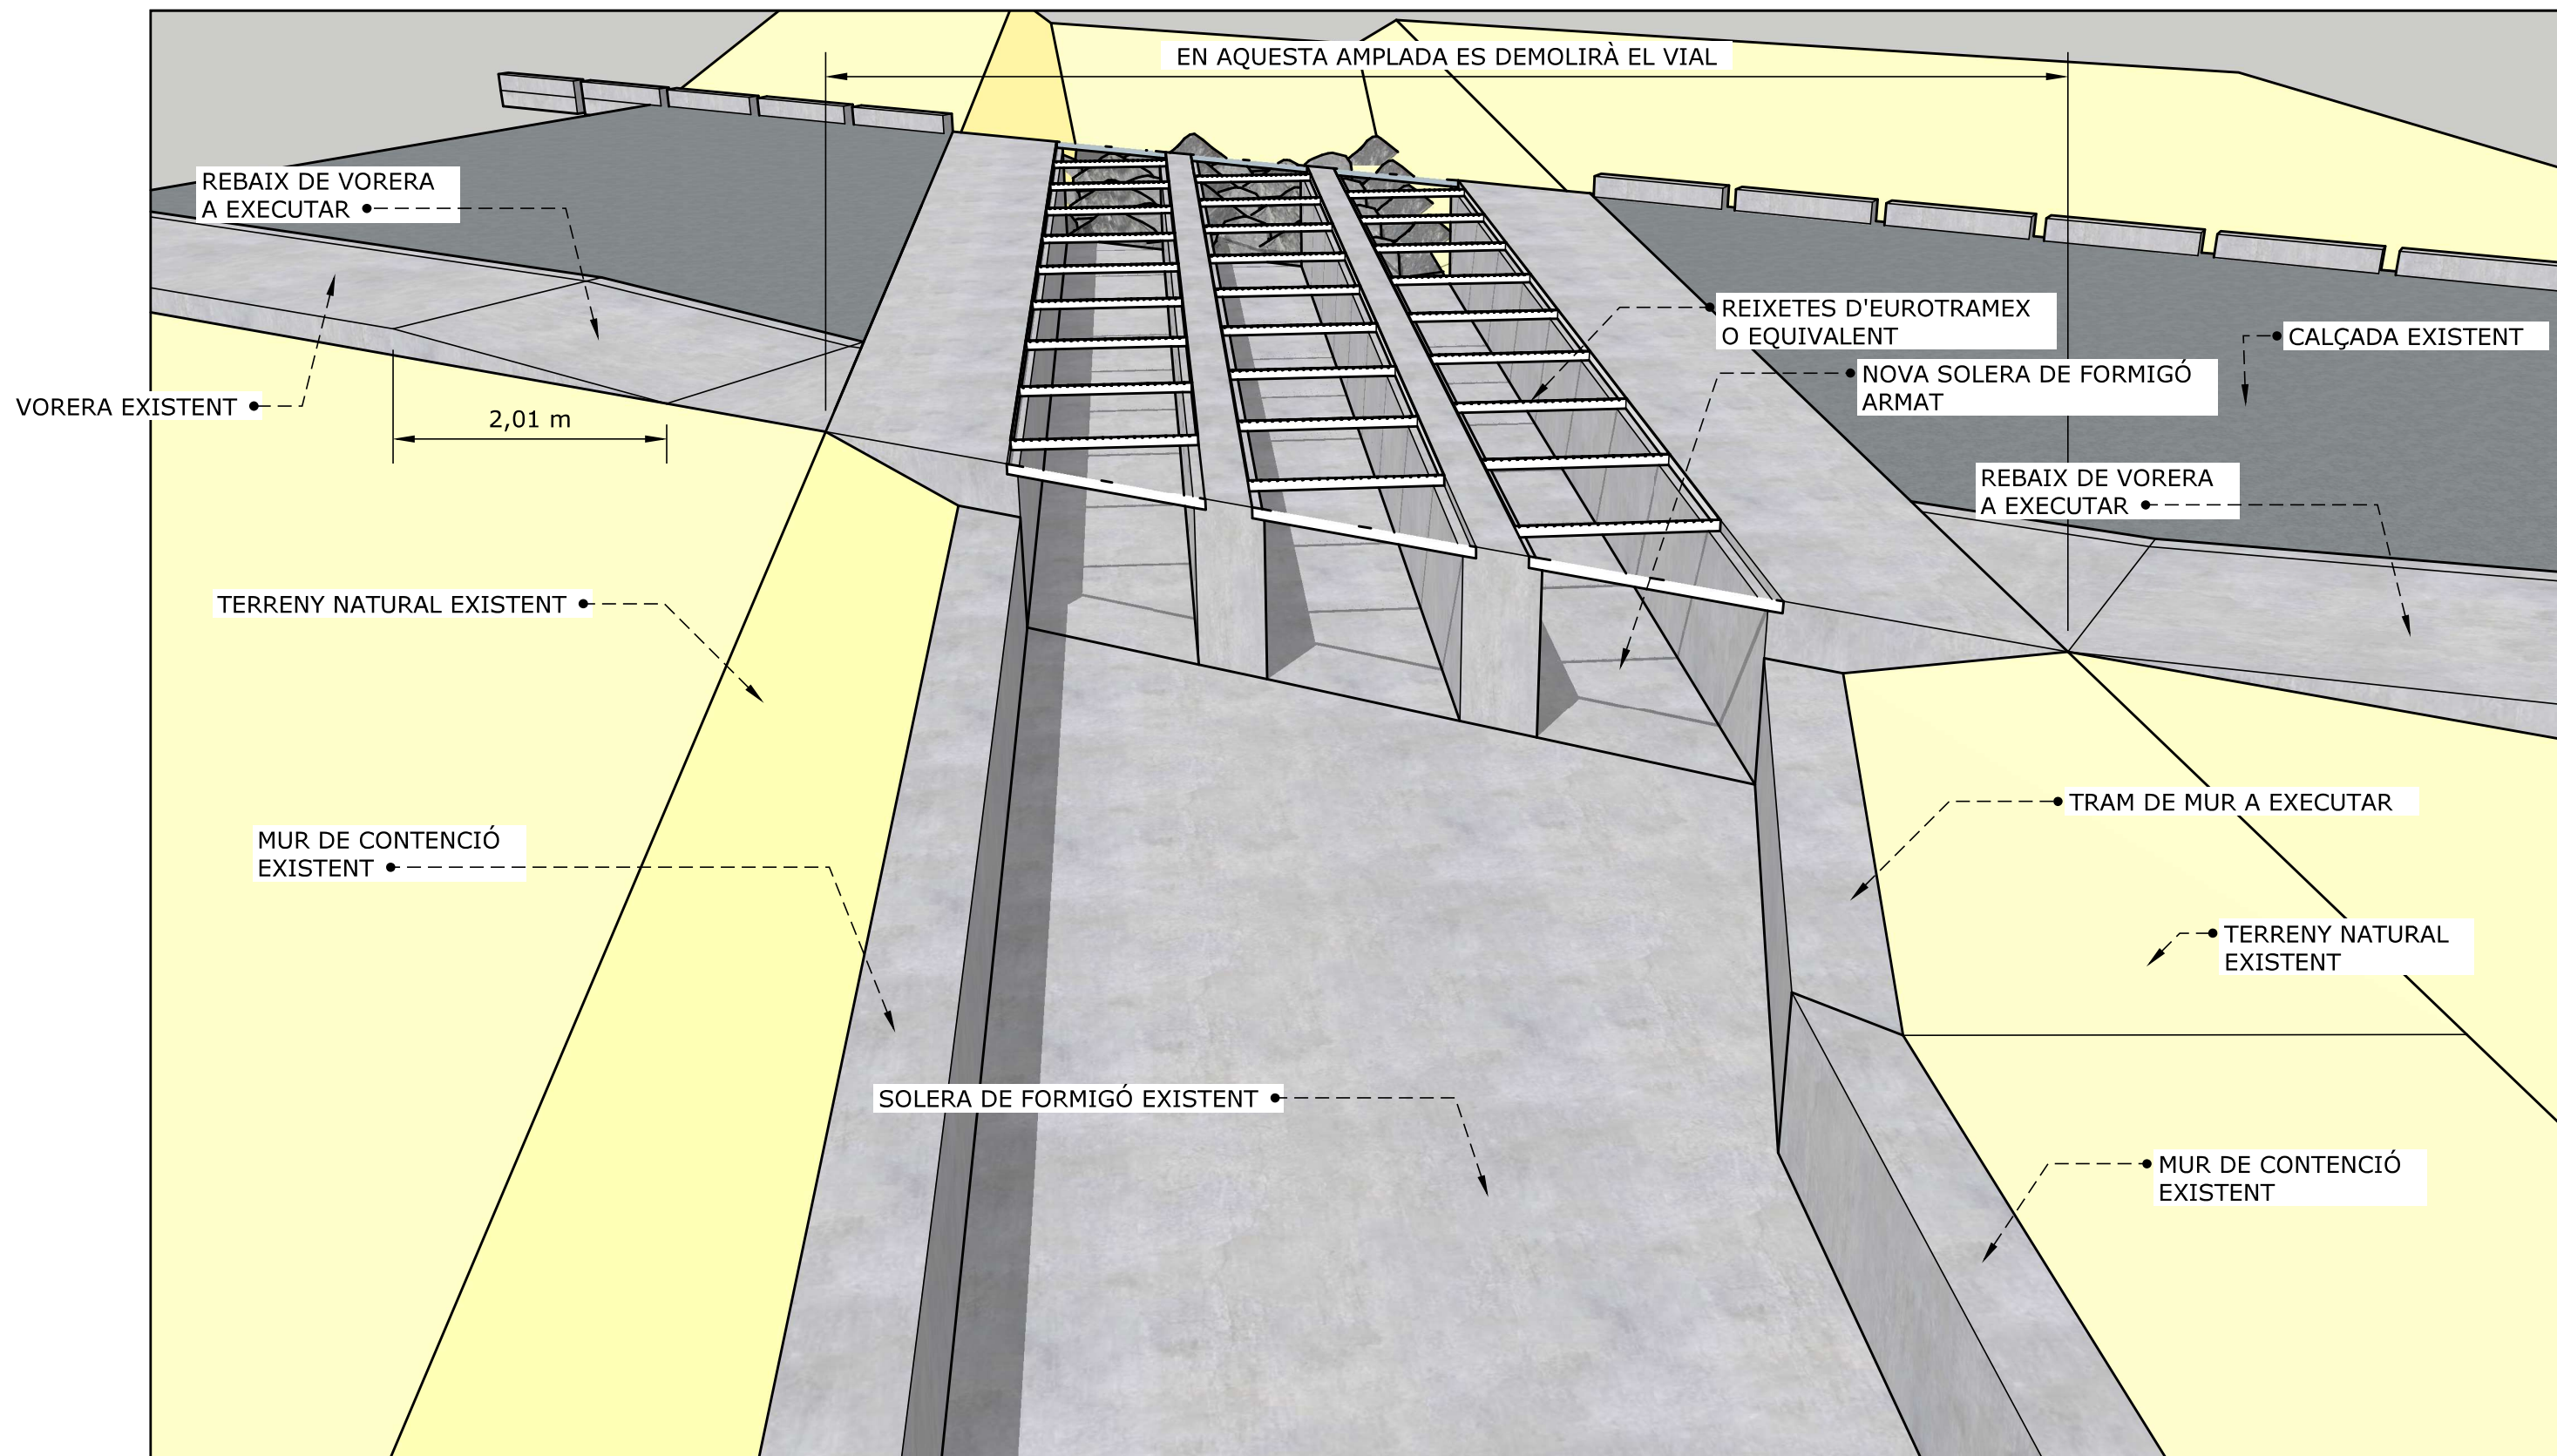 EN AQUESTA AMPLADA ES DEMOLIRÀ EL VIAL
REBAIX DE VORERA
A EXECUTAR
REIXETES D'EUROTRAMEX
O EQUIVALENT
CALÇADA EXISTENT
NOVA SOLERA DE FORMIGÓ
ARMAT
VORERA EXISTENT
2,01 m
REBAIX DE VORERA
A EXECUTAR
TERRENY NATURAL EXISTENT
TRAM DE MUR A EXECUTAR
MUR DE CONTENCIÓ
EXISTENT
TERRENY NATURAL
EXISTENT
SOLERA DE FORMIGÓ EXISTENT
MUR DE CONTENCIÓ
EXISTENT